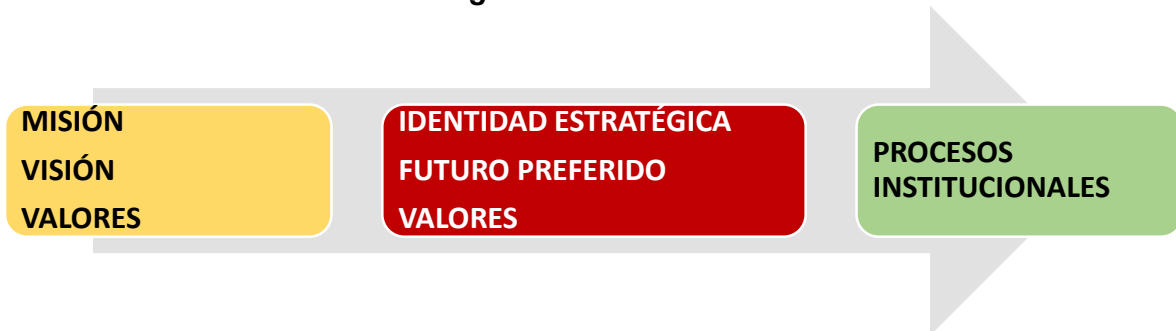 MISIÓN
VISIÓN
VALORES
IDENTIDAD ESTRATÉGICA
FUTURO PREFERIDO
VALORES
PROCESOS
INSTITUCIONALES